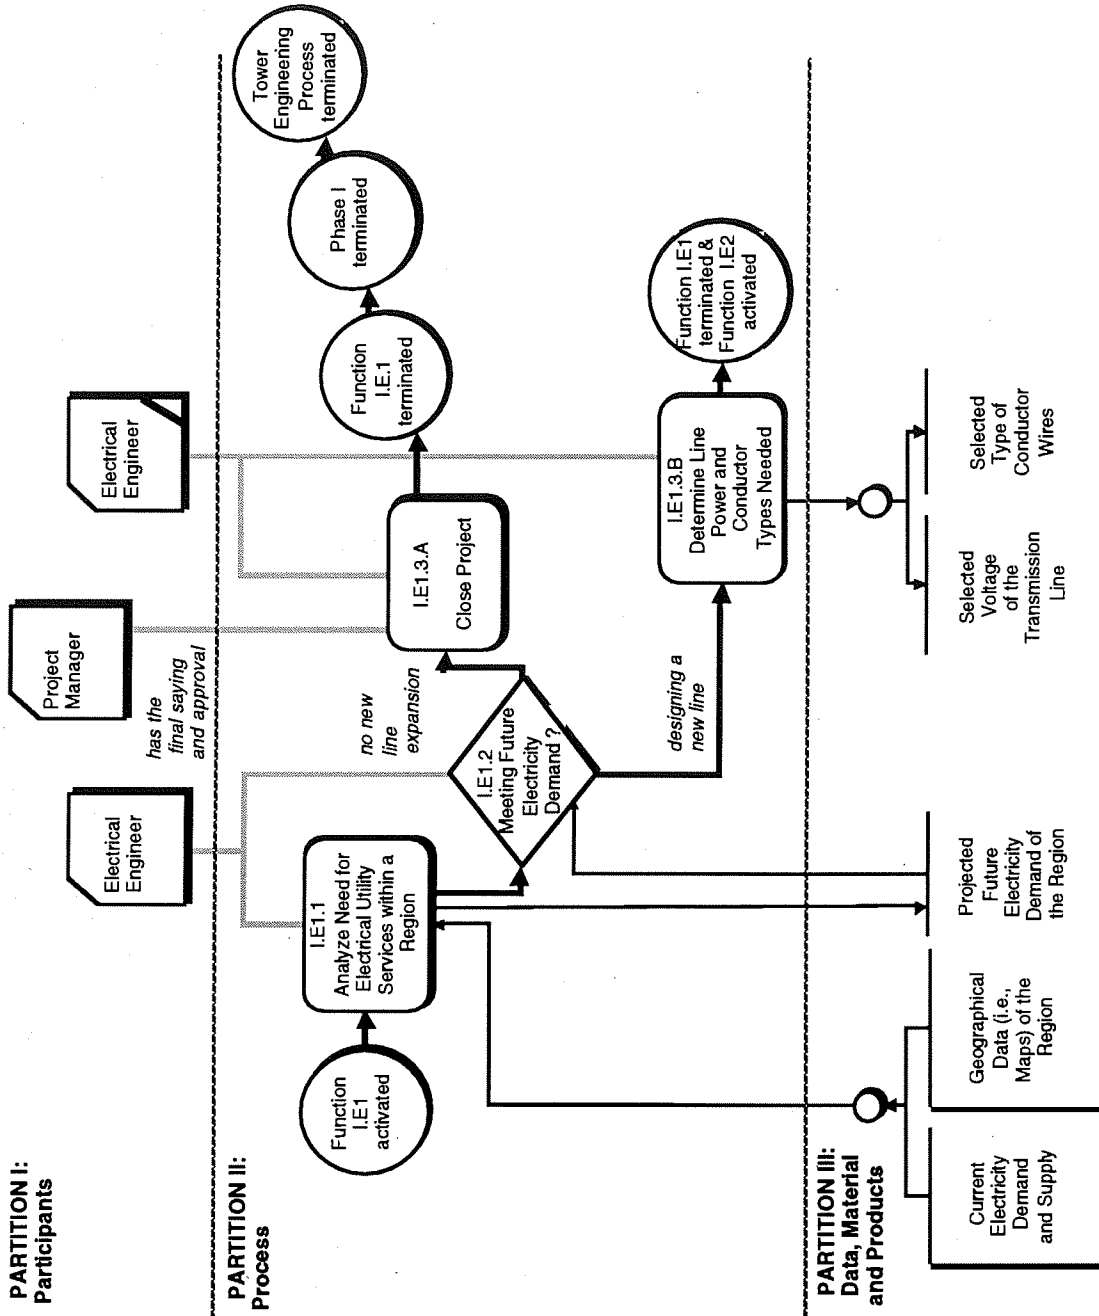 PARTITION I:
Participants
Electrical
Engineer
Project
Manager
has the
final saying
and approval
Electrical
Engineer
PARTITION II:
Process
Function
I.E1
activated
I.E1.1
Analyze Need for
Electrical Utility
Services within a
Region
I.E1.2
Meeting Future
Electricity
Demand ?
no new
line
expansion
designing a
new line
I.E1.3.A
Close Project
Function
I.E.1
terminated
Phase I
terminated
Tower
Engineering
Process
terminated
I.E1.3.B
Determine Line
Power and
Conductor
Types Needed
Function I.E1
terminated &
Function I.E2
activated
PARTITION III:
Data, Material
and Products
Current
Electricity
Demand
and Supply
Geographical
Data (i.e.,
Maps) of the
Region
Projected
Future
Electricity
Demand of
the Region
Selected
Voltage
of the
Transmission
Line
Selected
Type of
Conductor
Wires